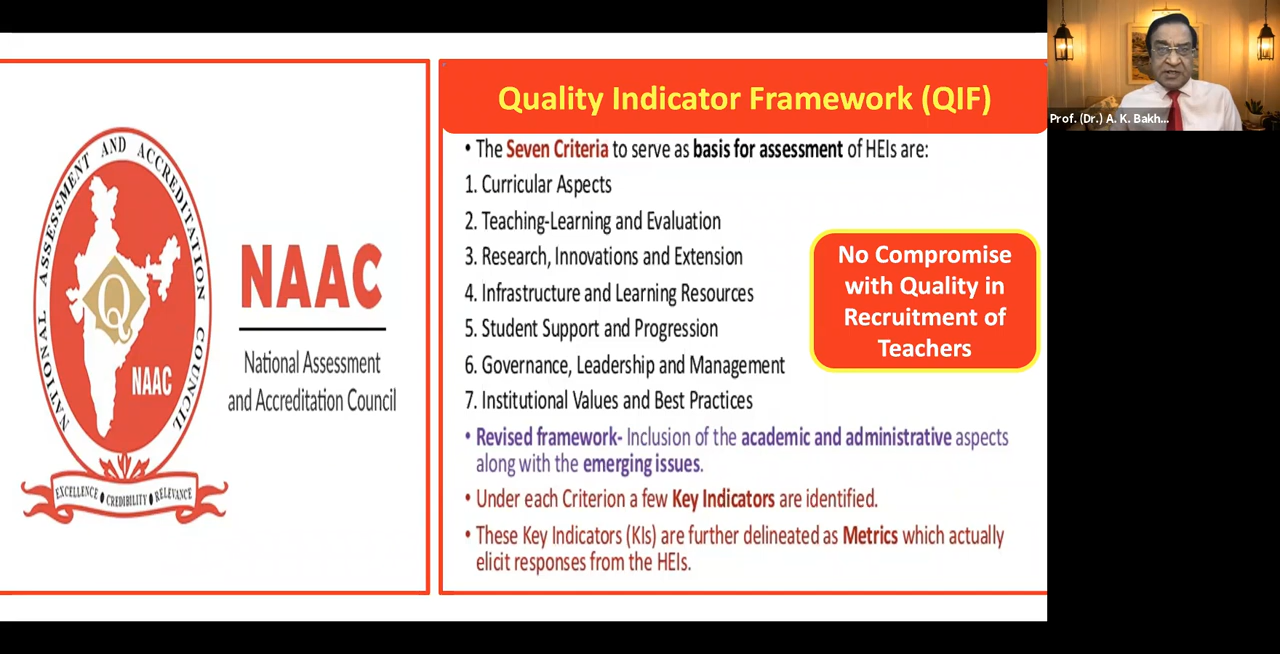 NATIONAL ASSESSMENT AND ACCREDITATION COUNCIL
Q
NAAC
EXCELLENCE • CREDIBILITY • RELEVANCE
NAAC
National Assessment
and Accreditation Council
Quality Indicator Framework (QIF)
• The Seven Criteria to serve as basis for assessment of HEIs are:
1. Curricular Aspects
2. Teaching-Learning and Evaluation
3. Research, Innovations and Extension
4. Infrastructure and Learning Resources
5. Student Support and Progression
6. Governance, Leadership and Management
7. Institutional Values and Best Practices
• Revised framework- Inclusion of the academic and administrative aspects
along with the emerging issues.
• Under each Criterion a few Key Indicators are identified.
• These Key Indicators (KIs) are further delineated as Metrics which actually
elicit responses from the HEIs.
No Compromise
with Quality in
Recruitment of
Teachers
Prof. (Dr.) A. K. Bakh...